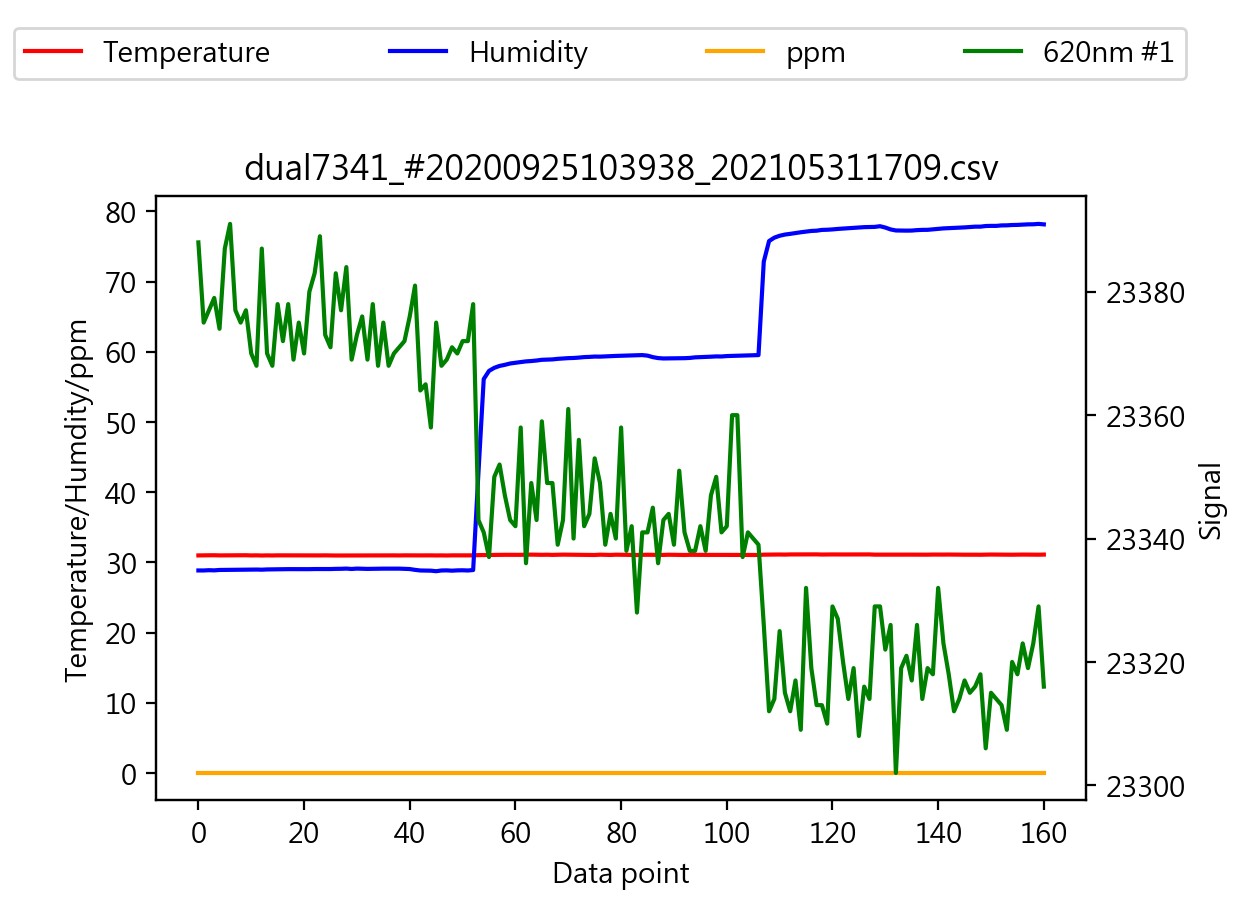 Temperature Humidity ppm 620nm #1
dual7341_#20200925103938_202105311709.csv
80
70
60
50
40
30
20
10
0
Temperature/Humdity/ppm
23380
23360
23340
23320
23300
Signal
0 20 40 60 80 100 120 140 160
Data point